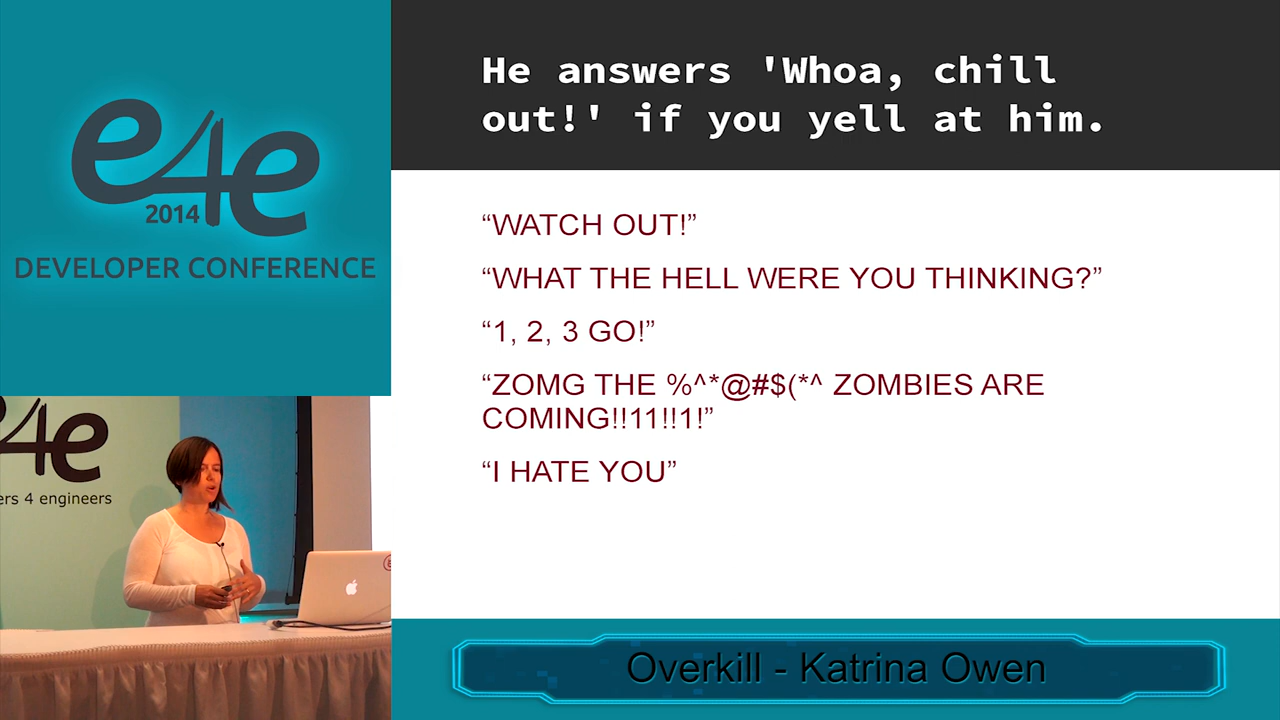 e4e
2014
DEVELOPER CONFERENCE
He answers 'Whoa, chill
out!' if you yell at him.
“WATCH OUT!”
“WHAT THE HELL WERE YOU THINKING?”
“1, 2, 3 GO!”
“ZOMG THE %^*@#$(*^ ZOMBIES ARE
COMING!!11!!1!”
“I HATE YOU”
4e
ers 4 engineers
Overkill - Katrina Owen